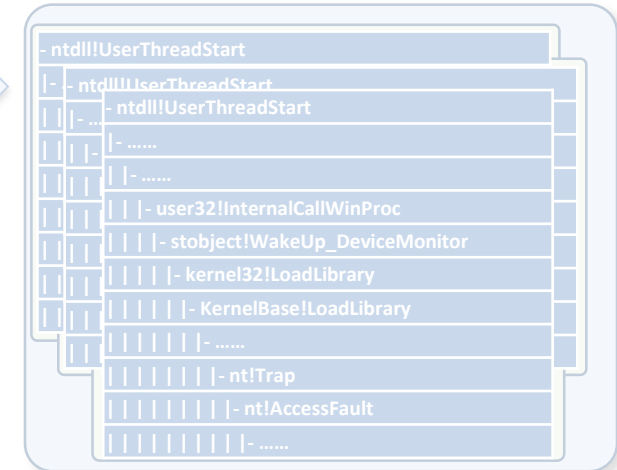 - ntdll!UserThreadStart
|- - ntdll!UserThreadStart
| | |- ... - ntdll!UserThreadStart
| | | |- |- ......
| | | | | | |- ......
| | | | | | | |- user32!InternalCallWinProc
| | | | | | | | |- stobject!WakeUp_DeviceMonitor
| | | | | | | | | |- kernel32!LoadLibrary
| | | | | | | | | | |- KernelBase!LoadLibrary
| | | | | | | | |- ......
| | | | | | | | |- nt!Trap
| | | | | | | | |- nt!AccessFault
| | | | | | | | | |- ......